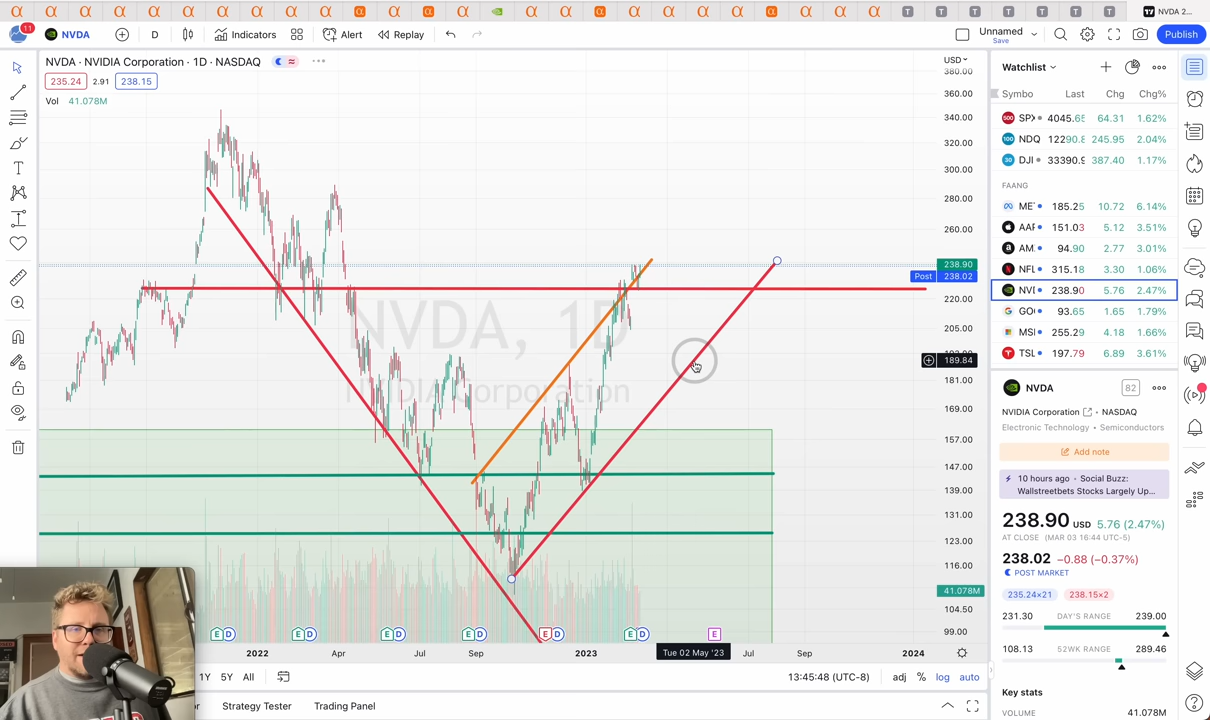 NVDA 2...
11
NVDA
D
Indicators
Alert
Replay
Unnamed
Save
Publish
NVDA · NVIDIA Corporation · 1D · NASDAQ
235.24 2.91 238.15
Vol 41.078M
NVDA, 1D
NVIDIA Corporation
USD
380.00
360.00
340.00
320.00
300.00
280.00
260.00
238.90
Post 238.02
220.00
205.00
189.84
181.00
169.00
157.00
147.00
139.00
131.00
123.00
116.00
41.078M
104.50
99.00
E D E D E D E D E D E D E
2022 Apr Jul Sep 2023 Tue 02 May '23 Jul Sep 2024
1Y 5Y All
13:45:48 (UTC-8) adj % log auto
Strategy Tester Trading Panel
Watchlist
Symbo Last Chg Chg%
500 SPX 4045.65 64.31 1.62%
100 NDQ 12290.8 245.95 2.04%
30 DJI 33390.9 387.40 1.17%
FAANG
ME 185.25 10.72 6.14%
AAP 151.03 5.12 3.51%
AM. 94.90 2.77 3.01%
NFL 315.18 3.30 1.06%
NVI 238.90 5.76 2.47%
GO 93.65 1.65 1.79%
MSI 255.29 4.18 1.66%
TSL 197.79 6.89 3.61%
NVDA 82
NVIDIA Corporation · NASDAQ
Electronic Technology · Semiconductors
Add note
10 hours ago · Social Buzz:
Wallstreetbets Stocks Largely Up...
238.90 USD 5.76 (2.47%)
AT CLOSE (MAR 03 16:44 UTC-5)
238.02 −0.88 (−0.37%)
POST MARKET
235.24×21 238.15×2
231.30 DAY'S RANGE 239.00
108.13 52WK RANGE 289.46
Key stats
VOLUME 41.078M